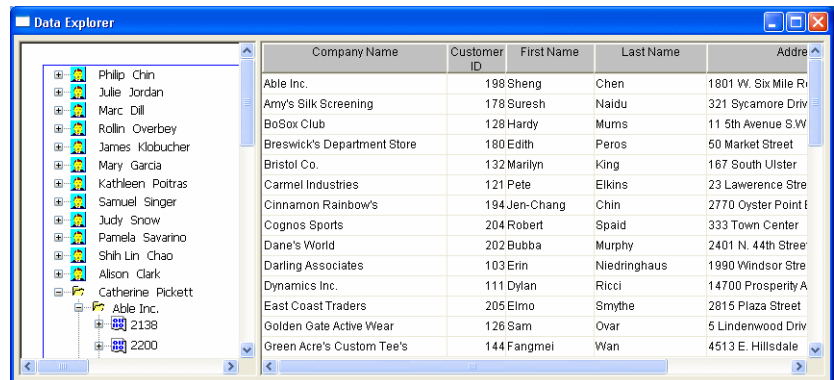 Data Explorer
Philip Chin
Julie Jordan
Marc Dill
Rollin Overbey
James Klobucher
Mary Garcia
Kathleen Poitras
Samuel Singer
Judy Snow
Pamela Savarino
Shih Lin Chao
Alison Clark
Catherine Pickett
Able Inc.
2138
2200
Company Name Customer ID First Name Last Name Addre
Able Inc. 198 Sheng Chen 1801 W. Six Mile R
Amy's Silk Screening 178 Suresh Naidu 321 Sycamore Driv
BoSox Club 128 Hardy Mums 11 5th Avenue S.W
Breswick's Department Store 180 Edith Peros 50 Market Street
Bristol Co. 132 Marilyn King 167 South Ulster
Carmel Industries 121 Pete Elkins 23 Lawerence Stre
Cinnamon Rainbow's 194 Jen-Chang Chin 2770 Oyster Point
Cognos Sports 204 Robert Spaid 333 Town Center
Dane's World 202 Bubba Murphy 2401 N. 44th Street
Darling Associates 103 Erin Niedringhaus 1990 Windsor Stre
Dynamics Inc. 111 Dylan Ricci 14700 Prosperity A
East Coast Traders 205 Elmo Smythe 2815 Plaza Street
Golden Gate Active Wear 126 Sam Ovar 5 Lindenwood Driv
Green Acre's Custom Tee's 144 Fangmei Wan 4513 E. Hillsdale